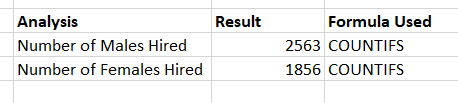 Analysis Result Formula Used
Number of Males Hired 2563 COUNTIFS
Number of Females Hired 1856 COUNTIFS